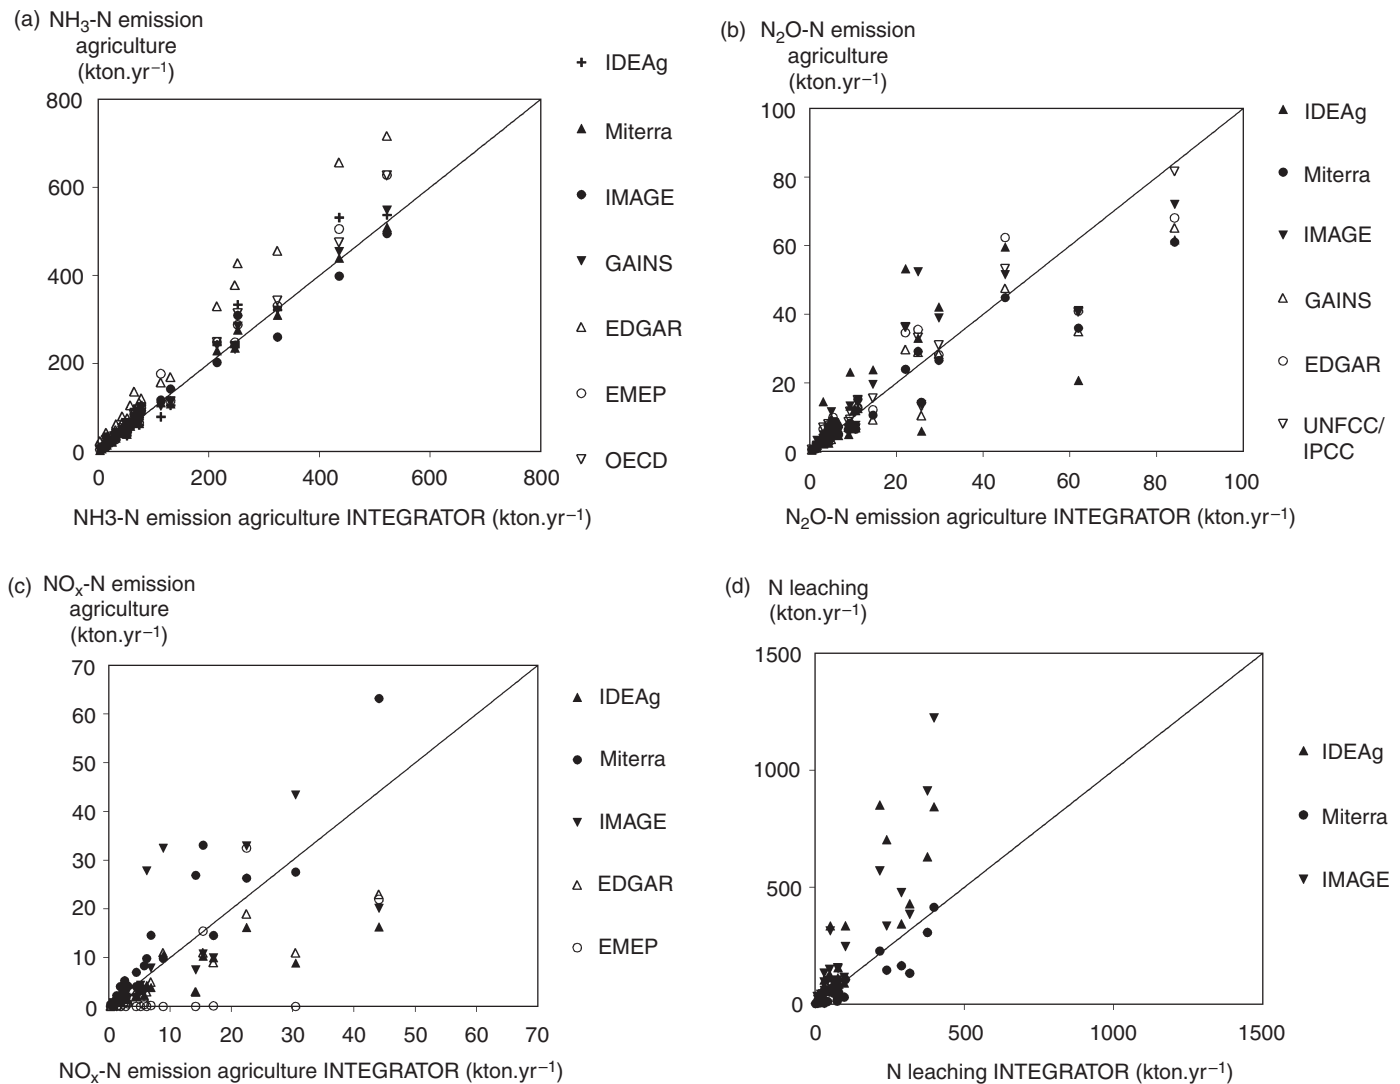 (a) NH3-N emission
agriculture
(kton.yr−1)
800
600
400
200
0
0 200 400 600 800
NH3-N emission agriculture INTEGRATOR (kton.yr−1)
IDEAg
Miterra
IMAGE
GAINS
EDGAR
EMEP
OECD
(b) N2O-N emission
agriculture
(kton.yr−1)
100
80
60
40
20
0
0 20 40 60 80 100
N2O-N emission agriculture INTEGRATOR (kton.yr−1)
IDEAg
Miterra
IMAGE
GAINS
EDGAR
UNFCC/
IPCC
(c) NOx-N emission
agriculture
(kton.yr−1)
70
60
50
40
30
20
10
0
0 10 20 30 40 50 60 70
NOx-N emission agriculture INTEGRATOR (kton.yr−1)
IDEAg
Miterra
IMAGE
EDGAR
EMEP
(d) N leaching
(kton.yr−1)
1500
1000
500
0
0 500 1000 1500
N leaching INTEGRATOR (kton.yr−1)
IDEAg
Miterra
IMAGE